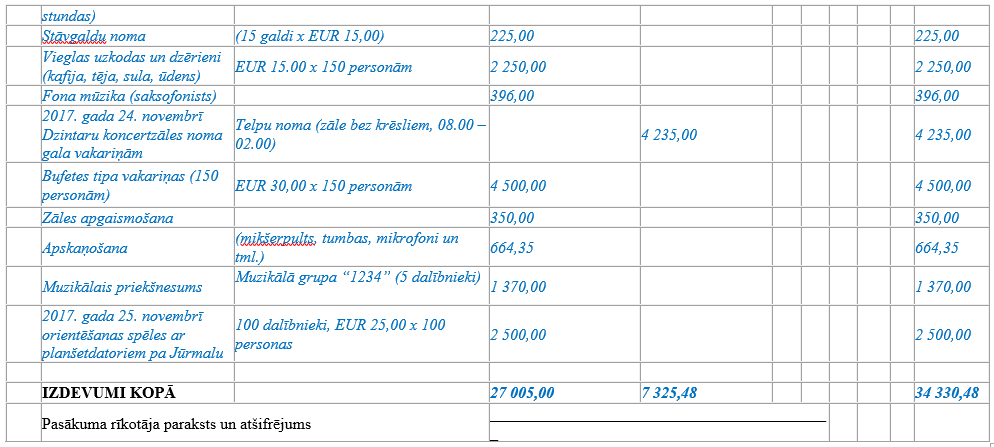 stundas)
Stāvgaldu noma (15 galdi x EUR 15,00) 225,00 225,00
Vieglas uzkodas un dzērieni
(kafija, tēja, sula, ūdens) EUR 15.00 x 150 personām 2 250,00 2 250,00
Fona mūzika (saksofonists) 396,00 396,00
2017. gada 24. novembrī
Dzintaru koncertzāles noma
gala vakariņām
Telpu noma (zāle bez krēsliem, 08.00 –
02.00)
4 235,00 4 235,00
Bufetes tipa vakariņas (150
personām)
EUR 30,00 x 150 personām 4 500,00 4 500,00
Zāles apgaismošana 350,00 350,00
Apskaņošana
(mikšerpults, tumbas, mikrofoni un
tml.)
664,35 664,35
Muzikālais priekšnesums
Muzikālā grupa “1234” (5 dalībnieki)
1 370,00 1 370,00
2017. gada 25. novembrī
orientēšanas spēles ar
planšetdatoriem pa Jūrmalu
100 dalībnieki, EUR 25,00 x 100
personas
2 500,00 2 500,00
IZDEVUMI KOPĀ 27 005,00 7 325,48 34 330,48
Pasākuma rīkotāja paraksts un atšifrējums